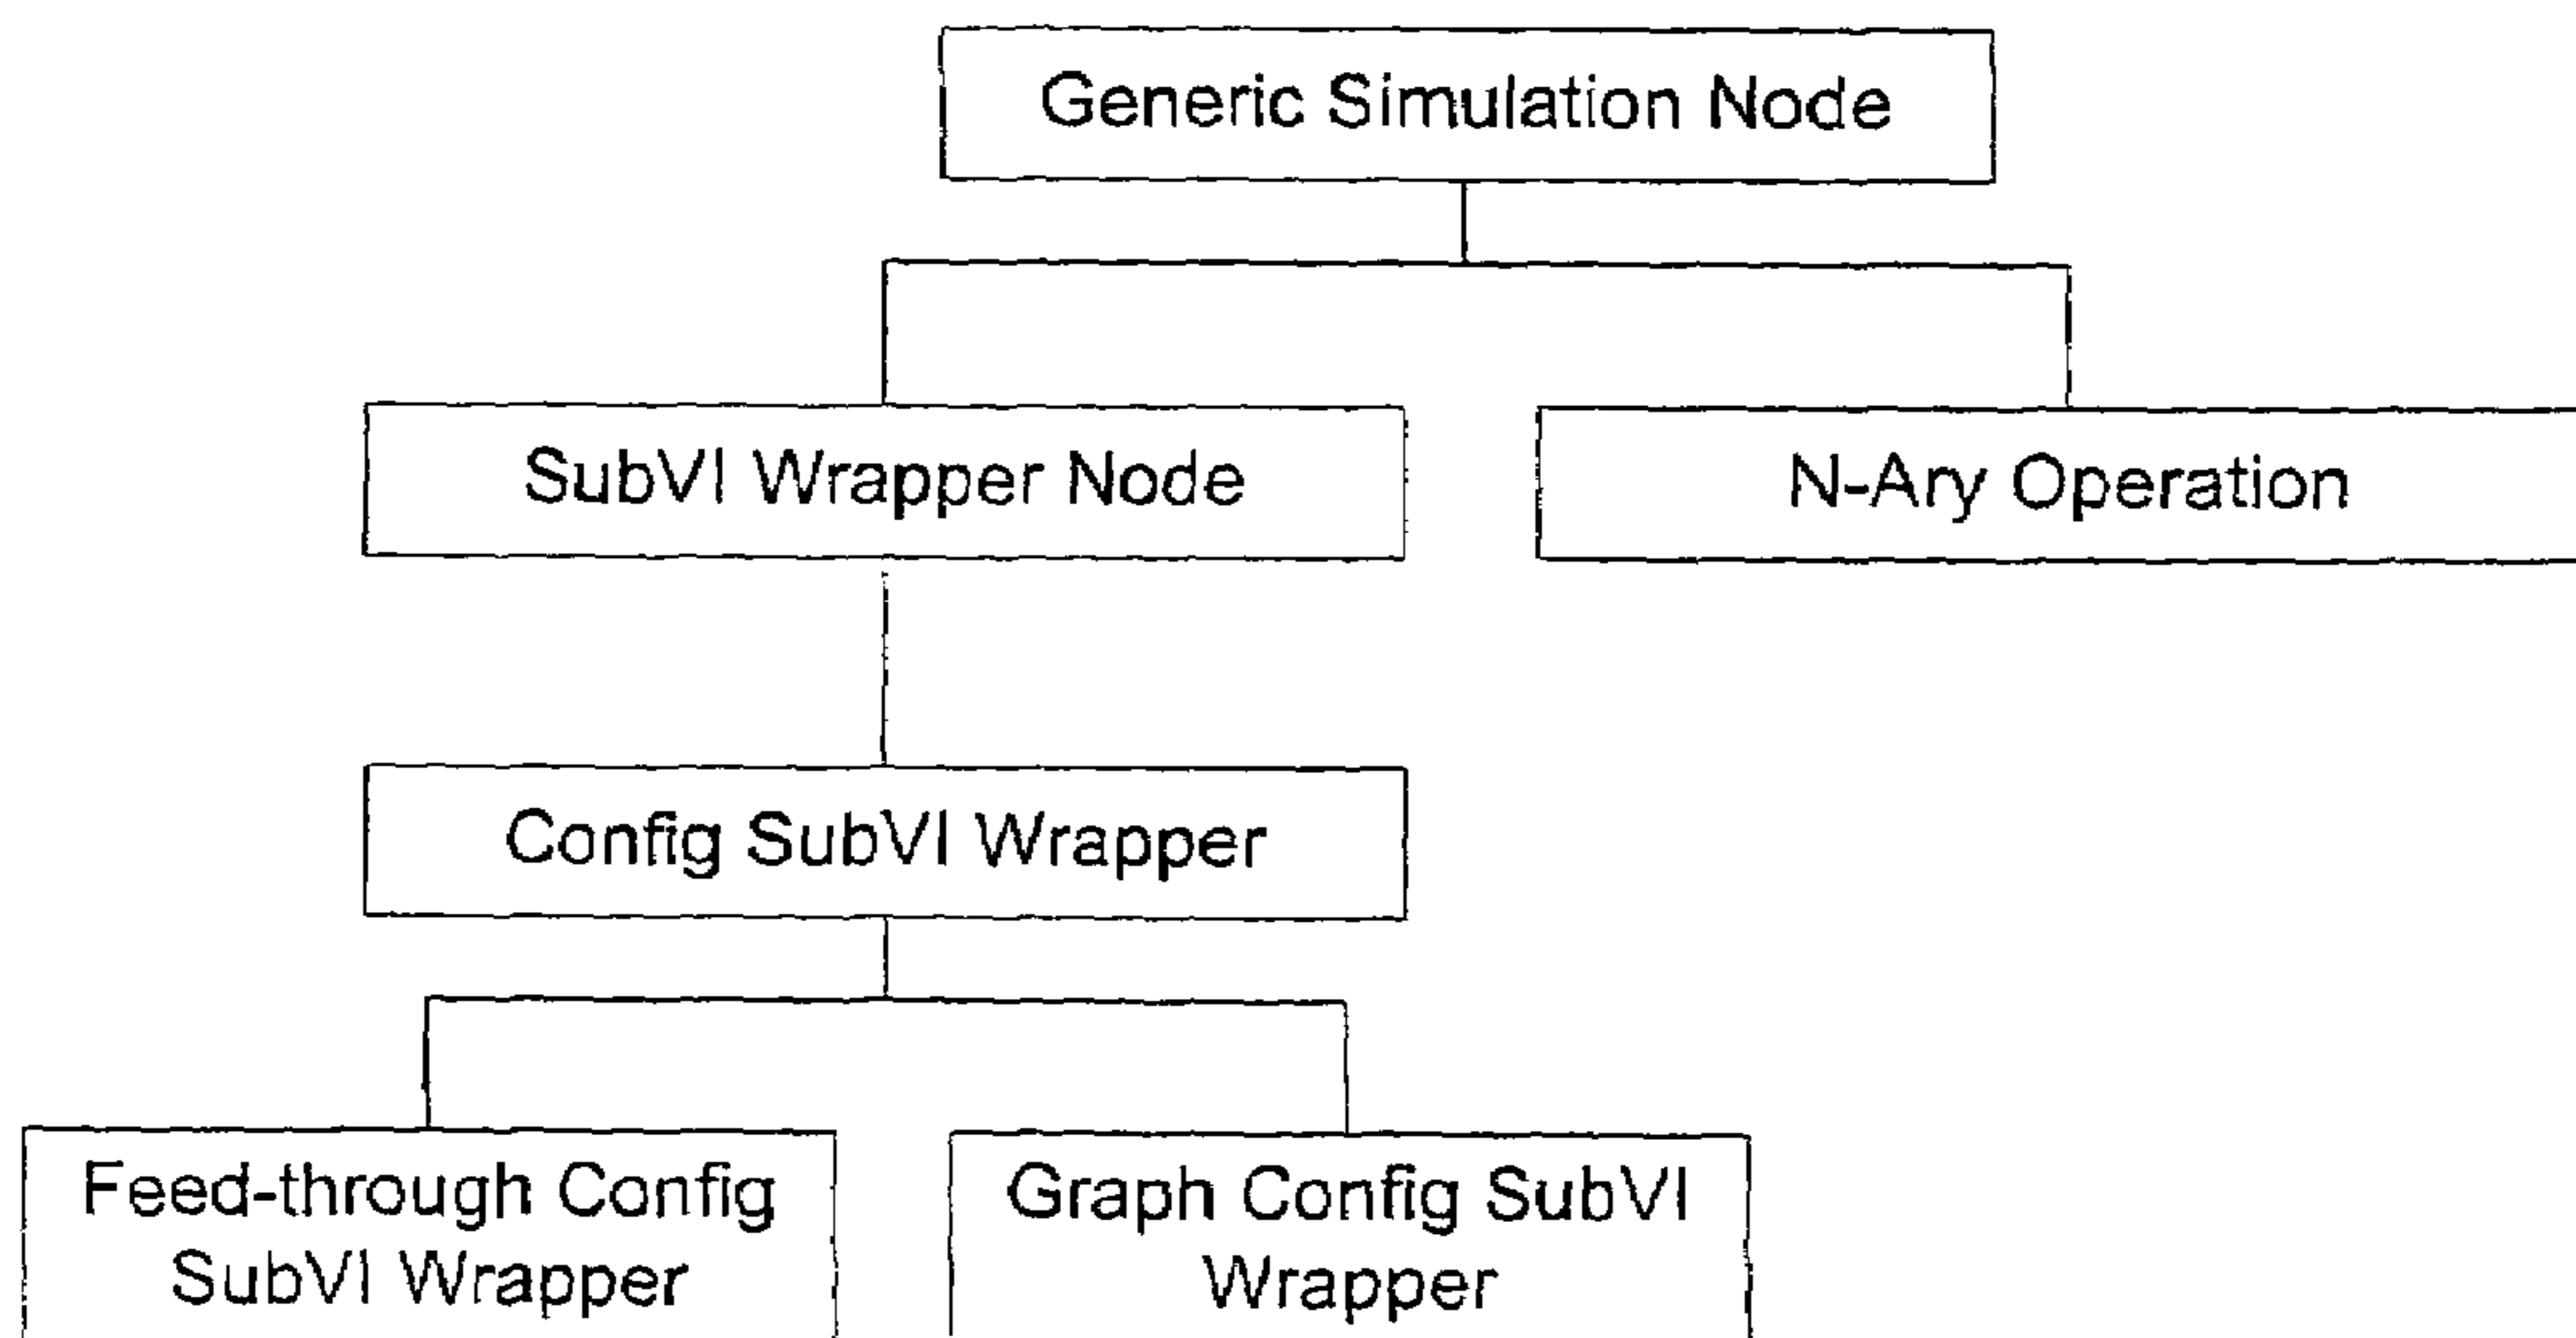 Generic Simulation Node
SubVI Wrapper Node
N-Ary Operation
Config SubVI Wrapper
Feed-through Config
SubVI Wrapper
Graph Config SubVI
Wrapper